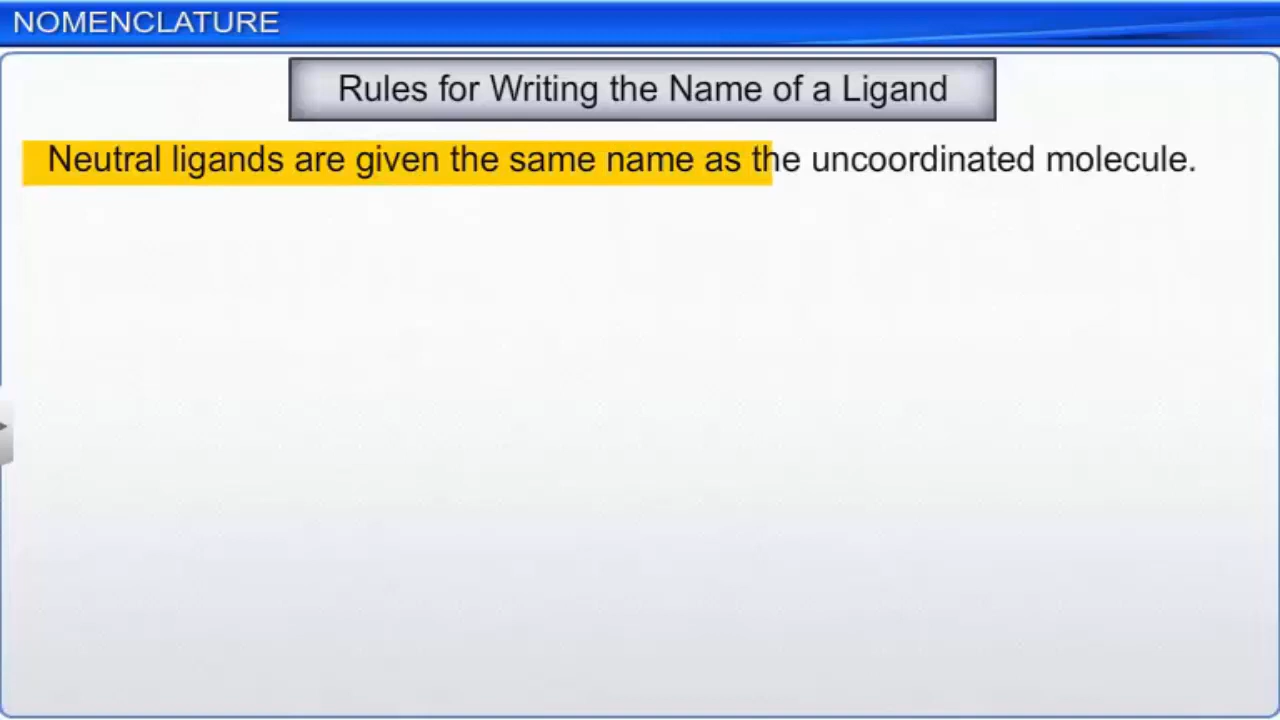 NOMENCLATURE
Rules for Writing the Name of a Ligand
Neutral ligands are given the same name as the uncoordinated molecule.